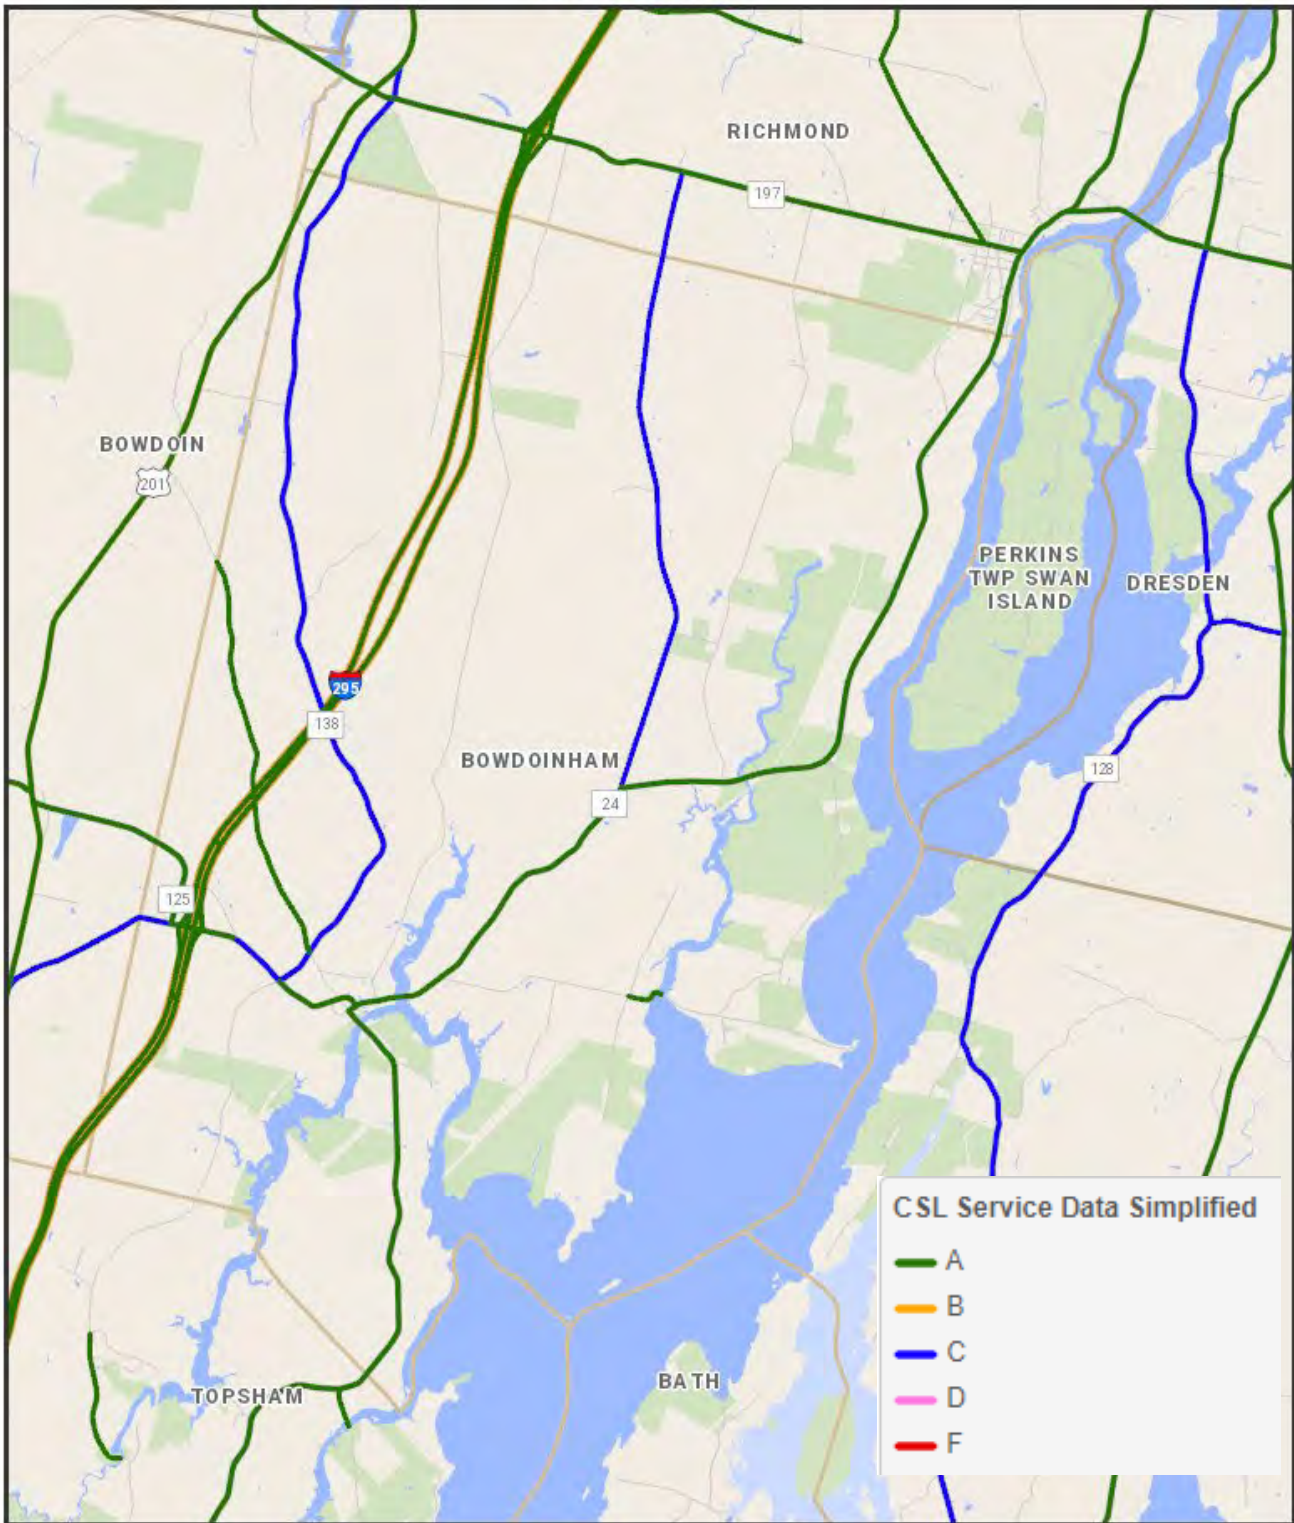 RICHMOND
197
BOWDOIN
201
PERKINS
TWP SWAN
ISLAND
DRESDEN
295
138
BOWDOINHAM
128
24
125
CSL Service Data Simplified
A
B
C
D
F
BATH
TOPSHAM